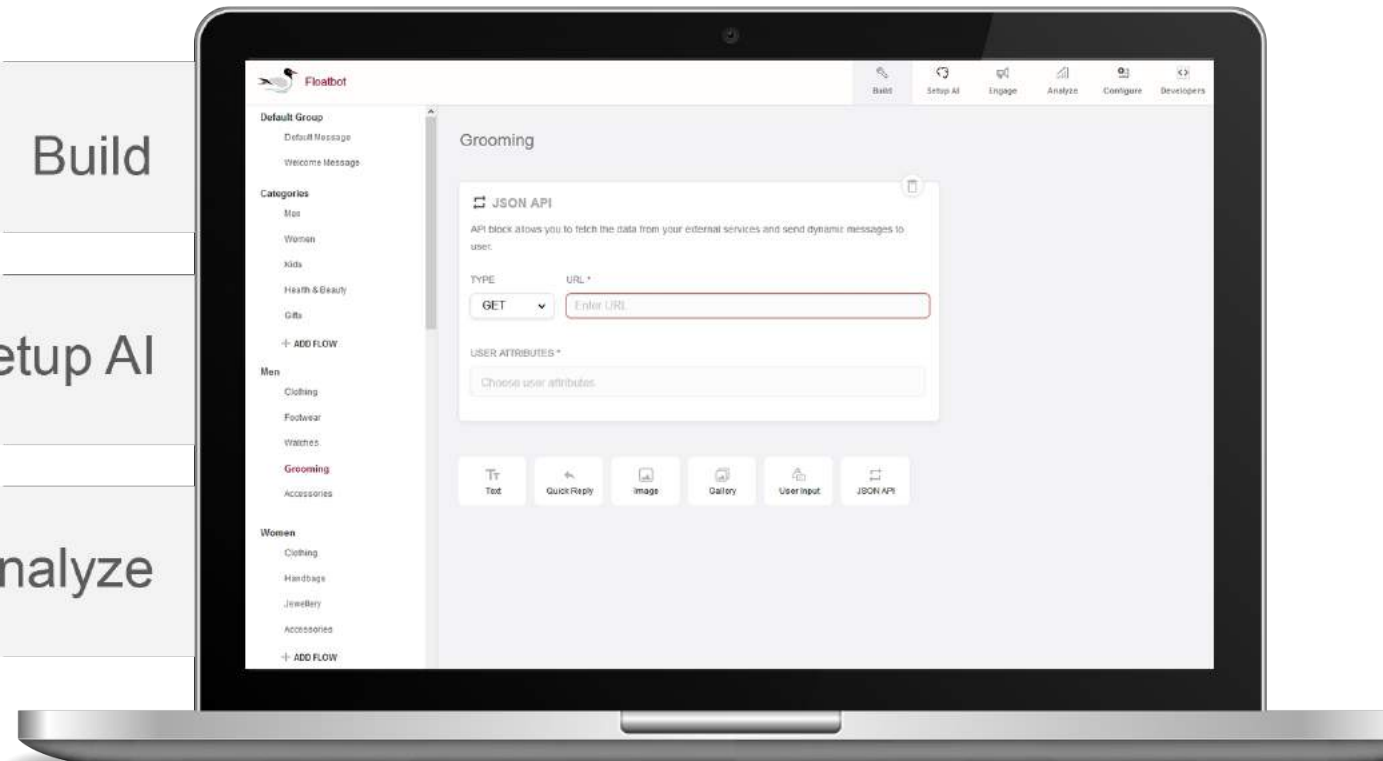 Build
etup AI
nalyze
Floatbot
Build
Setup AI
Engage
Analyze
Configure
Developers
Default Group
Default Message
Welcome Message
Categories
Men
Women
Kids
Health & Beauty
Gifts
+ ADD FLOW
Men
Clothing
Footwear
Watches
Grooming
Accessories
Women
Clothing
Handbags
Jewellery
Accessories
+ ADD FLOW
Grooming
JSON API
API block allows you to fetch the data from your external services and send dynamic messages to
user.
TYPE
URL *
GET
Enter URL
USER ATTRIBUTES *
Choose user attributes
Text
Quick Reply
Image
Gallery
User Input
JSON API